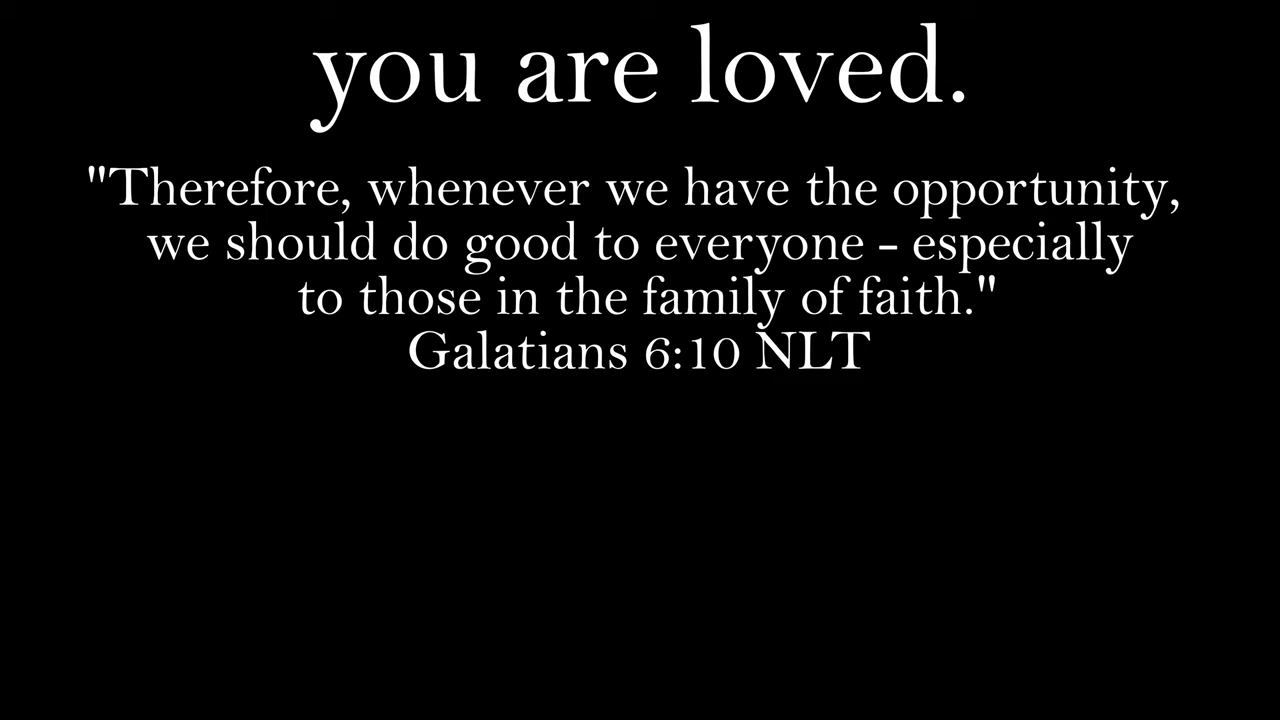 you are loved.
"Therefore, whenever we have the opportunity,
we should do good to everyone - especially
to those in the family of faith."
Galatians 6:10 NLT